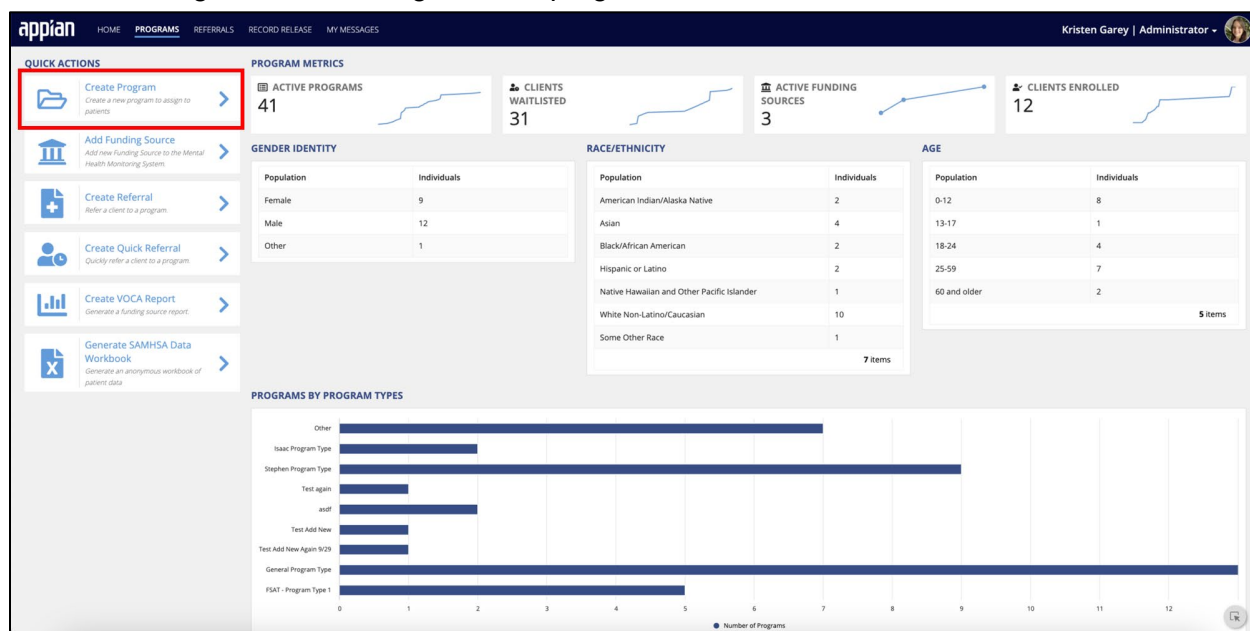 appian HOME PROGRAMS REFERRALS RECORD RELEASE MY MESSAGES Kristen Garey | Administrator
QUICK ACTIONS
Create Program
Create a new program to assign to
patients
Add Funding Source
Add new Funding Source to the Mental
Health Monitoring System.
Create Referral
Refer a client to a program.
Create Quick Referral
Quickly refer a client to a program.
Create VOCA Report
Generate a funding source report.
Generate SAMHSA Data
Workbook
Generate an anonymous workbook of
patient data
PROGRAM METRICS
ACTIVE PROGRAMS
41
CLIENTS
WAITLISTED
31
ACTIVE FUNDING
SOURCES
3
CLIENTS ENROLLED
12
GENDER IDENTITY
Population Individuals
Female 9
Male 12
Other 1
RACE/ETHNICITY
Population Individuals
American Indian/Alaska Native 2
Asian 4
Black/African American 2
Hispanic or Latino 2
Native Hawaiian and Other Pacific Islander 1
White Non-Latino/Caucasian 10
Some Other Race 1
7 items
AGE
Population Individuals
0-12 8
13-17 1
18-24 4
25-59 7
60 and older 2
5 items
PROGRAMS BY PROGRAM TYPES
Other
Isaac Program Type
Stephen Program Type
Test again
asdf
Test Add New
Test Add New Again 9/29
General Program Type
FSAT - Program Type 1
0 1 2 3 4 5 6 7 8 9 10 11 12
Number of Programs